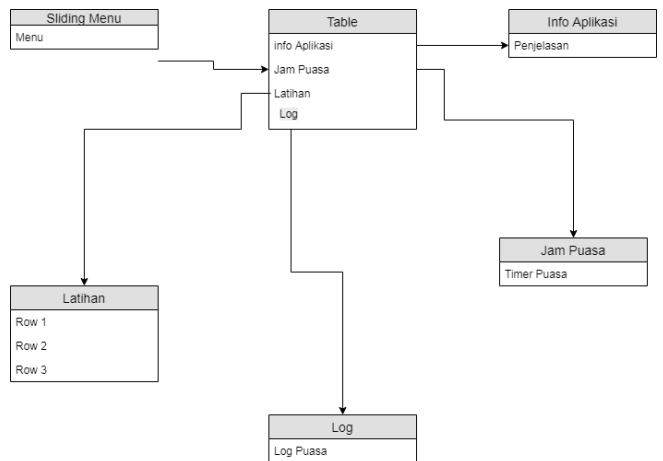 Sliding Menu
Menu
Table
info Aplikasi
Jam Puasa
Latihan
Log
Info Aplikasi
Penjelasan
Jam Puasa
Timer Puasa
Latihan
Row 1
Row 2
Row 3
Log
Log Puasa